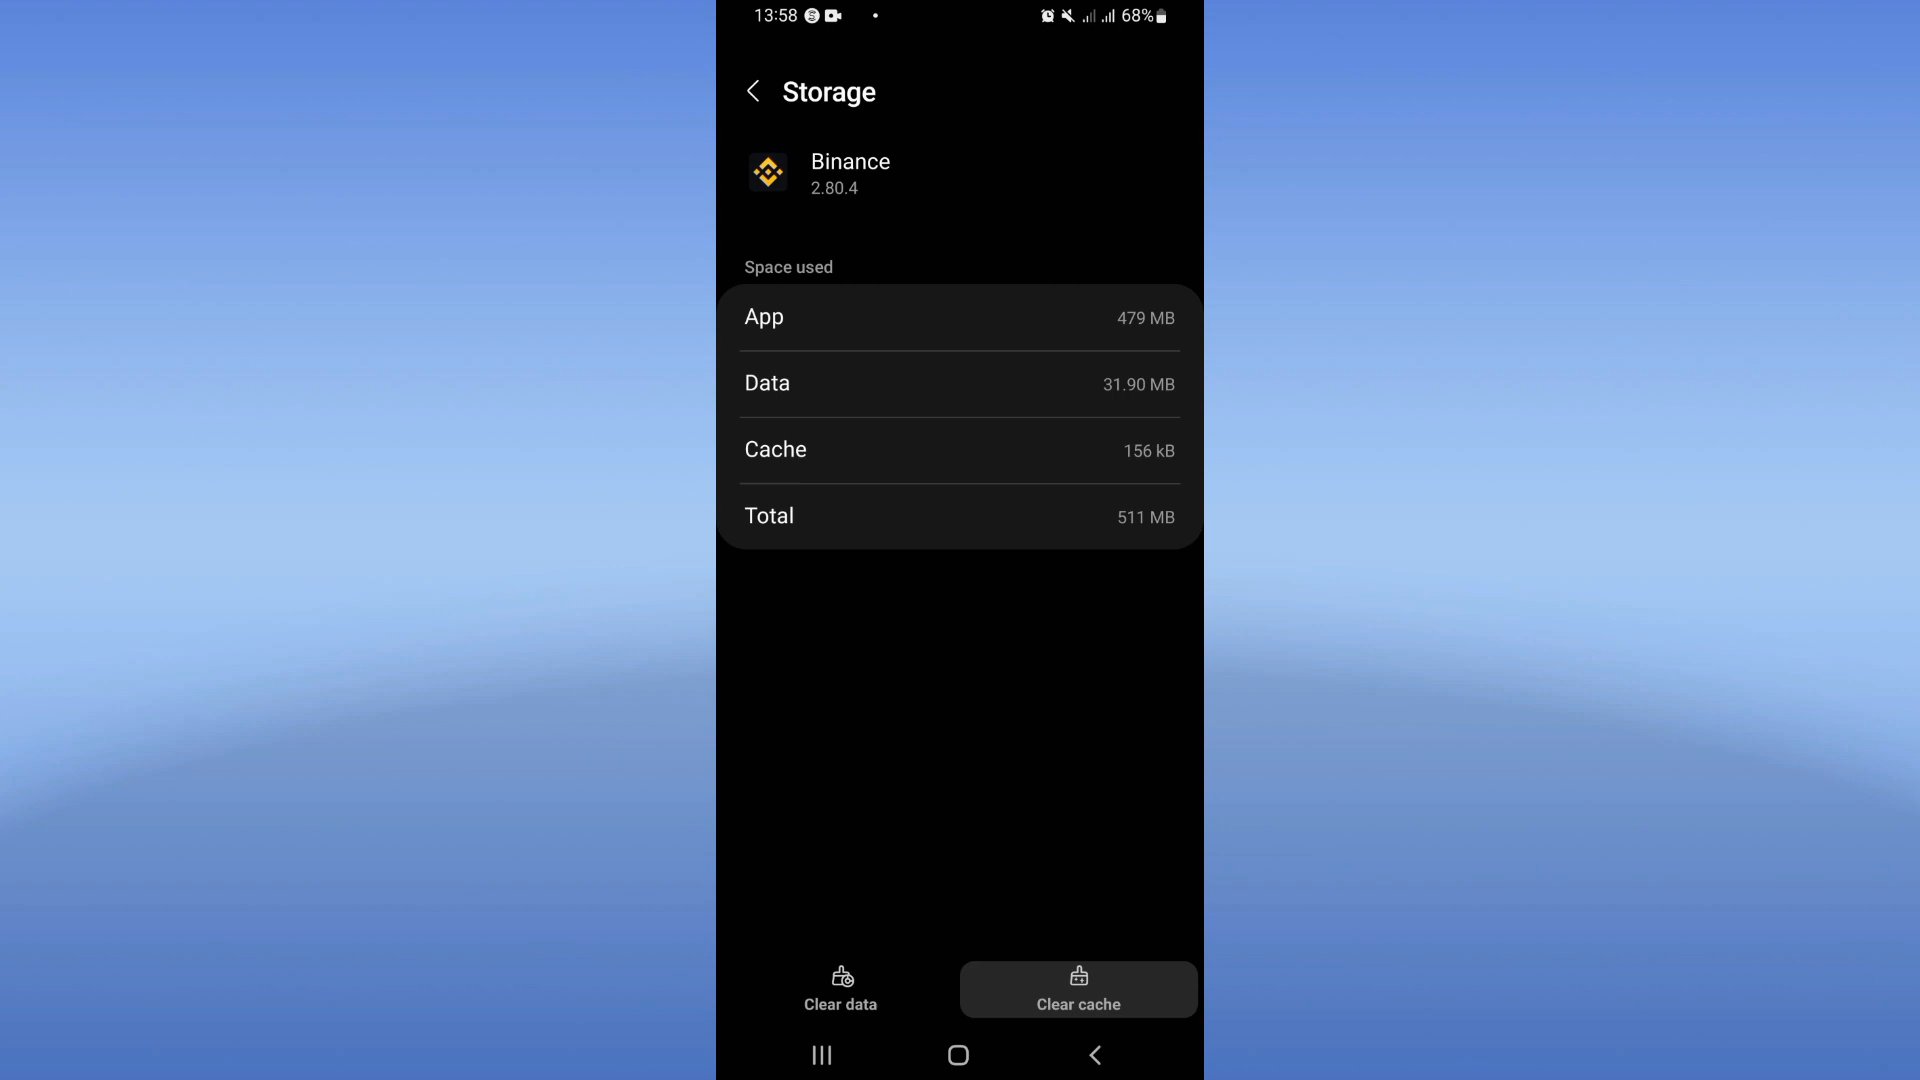 13:58 68%
Storage
Binance
2.80.4
Space used
App 479 MB
Data 31.90 MB
Cache 156 kB
Total 511 MB
Clear data Clear cache